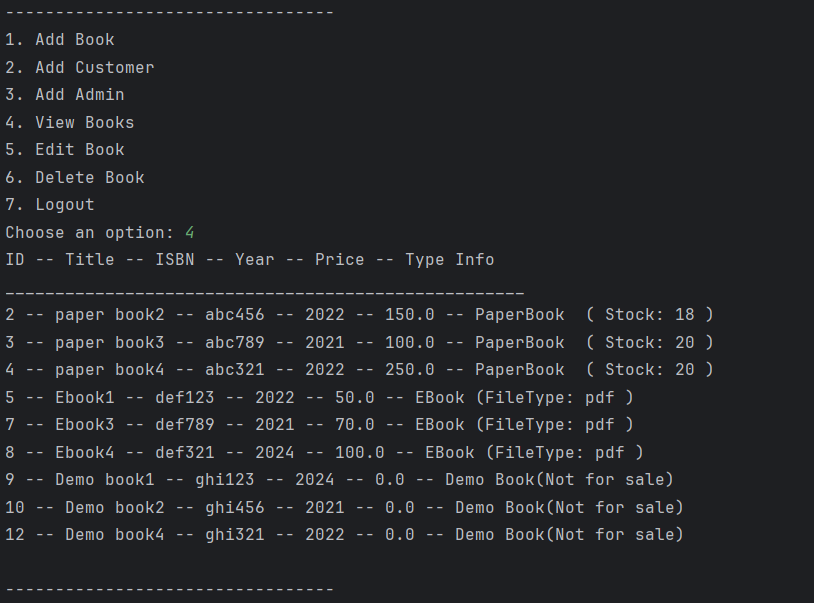 ---------------------------------
1. Add Book
2. Add Customer
3. Add Admin
4. View Books
5. Edit Book
6. Delete Book
7. Logout
Choose an option: 4
ID -- Title -- ISBN -- Year -- Price -- Type Info
____________________________________________________
2 -- paper book2 -- abc456 -- 2022 -- 150.0 -- PaperBook  ( Stock: 18 )
3 -- paper book3 -- abc789 -- 2021 -- 100.0 -- PaperBook  ( Stock: 20 )
4 -- paper book4 -- abc321 -- 2022 -- 250.0 -- PaperBook  ( Stock: 20 )
5 -- Ebook1 -- def123 -- 2022 -- 50.0 -- EBook (FileType: pdf )
7 -- Ebook3 -- def789 -- 2021 -- 70.0 -- EBook (FileType: pdf )
8 -- Ebook4 -- def321 -- 2024 -- 100.0 -- EBook (FileType: pdf )
9 -- Demo book1 -- ghi123 -- 2024 -- 0.0 -- Demo Book(Not for sale)
10 -- Demo book2 -- ghi456 -- 2021 -- 0.0 -- Demo Book(Not for sale)
12 -- Demo book4 -- ghi321 -- 2022 -- 0.0 -- Demo Book(Not for sale)
---------------------------------